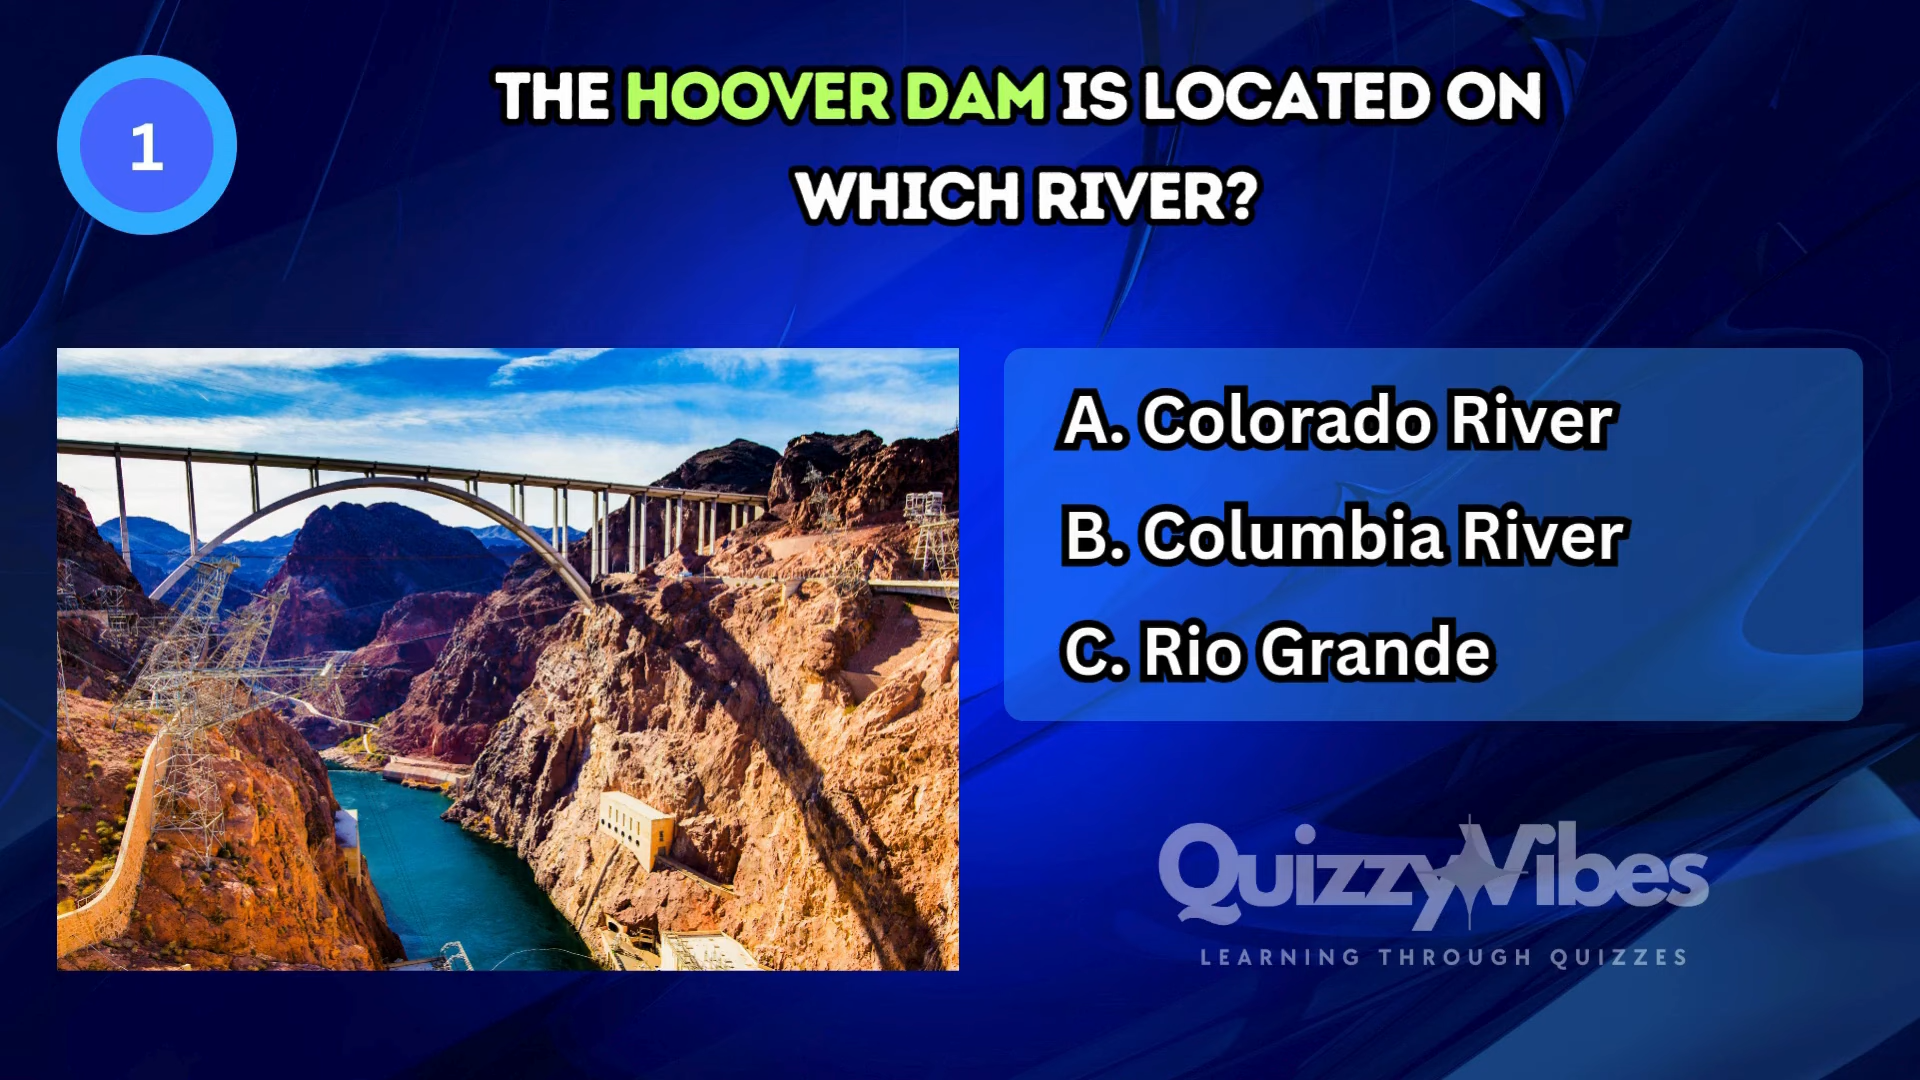 1
THE HOOVER DAM IS LOCATED ON
WHICH RIVER?
A. Colorado River
B. Columbia River
C. Rio Grande
QuizzyVibes
LEARNING THROUGH QUIZZES